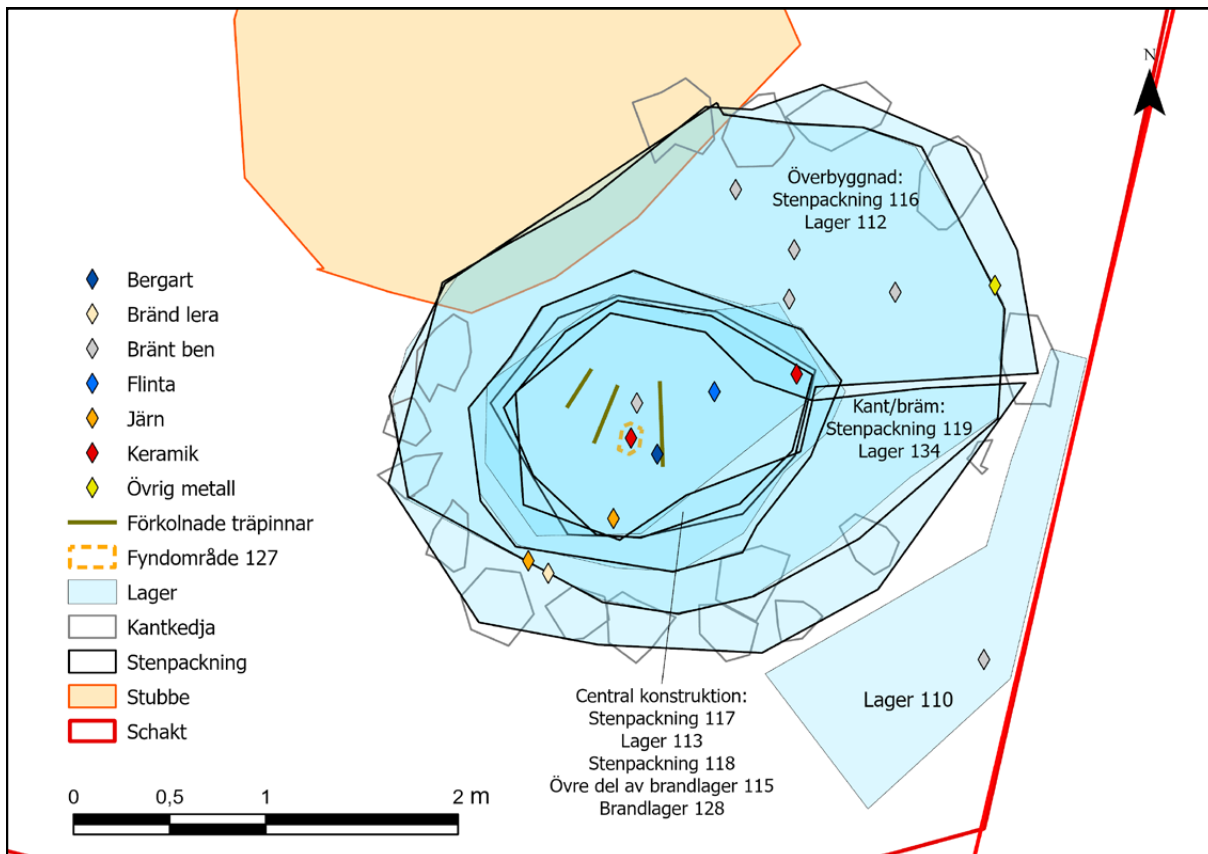 N
Överbyggnad:
Stenpackning 116
Lager 112
Bergart
Bränd lera
Bränt ben
Flinta
Järn
Keramik
Övrig metall
Förkolnade träpinnar
Fyndområde 127
Lager
Kantkedja
Stenpackning
Stubbe
Schakt
Kant/bräm:
Stenpackning 119
Lager 134
Central konstruktion:
Stenpackning 117
Lager 113
Stenpackning 118
Övre del av brandlager 115
Brandlager 128
Lager 110
0 0,5 1 2 m